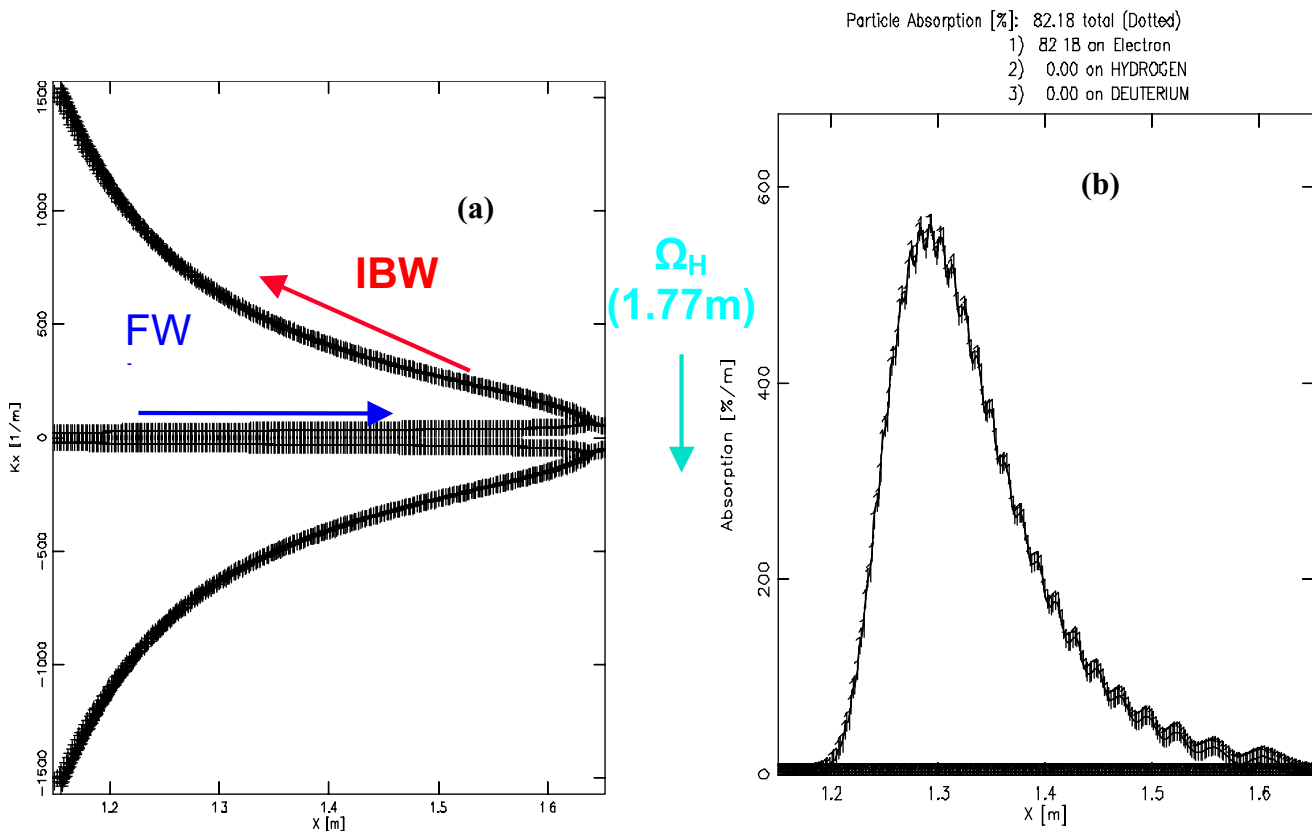 Particle Absorption [%]: 82.18 total (Dotted)
1) 82.18 on Electron
2) 0.00 on HYDROGEN
3) 0.00 on DEUTERIUM
(a)
IBW
FW
Kx [1/m]
1500
1000
500
0
-500
-1000
-1500
1.2
1.3
1.4
1.5
1.6
X [m]
Ω_H
(1.77m)
(b)
Absorption [%/m]
600
400
200
0
1.2
1.3
1.4
1.5
1.6
X [m]